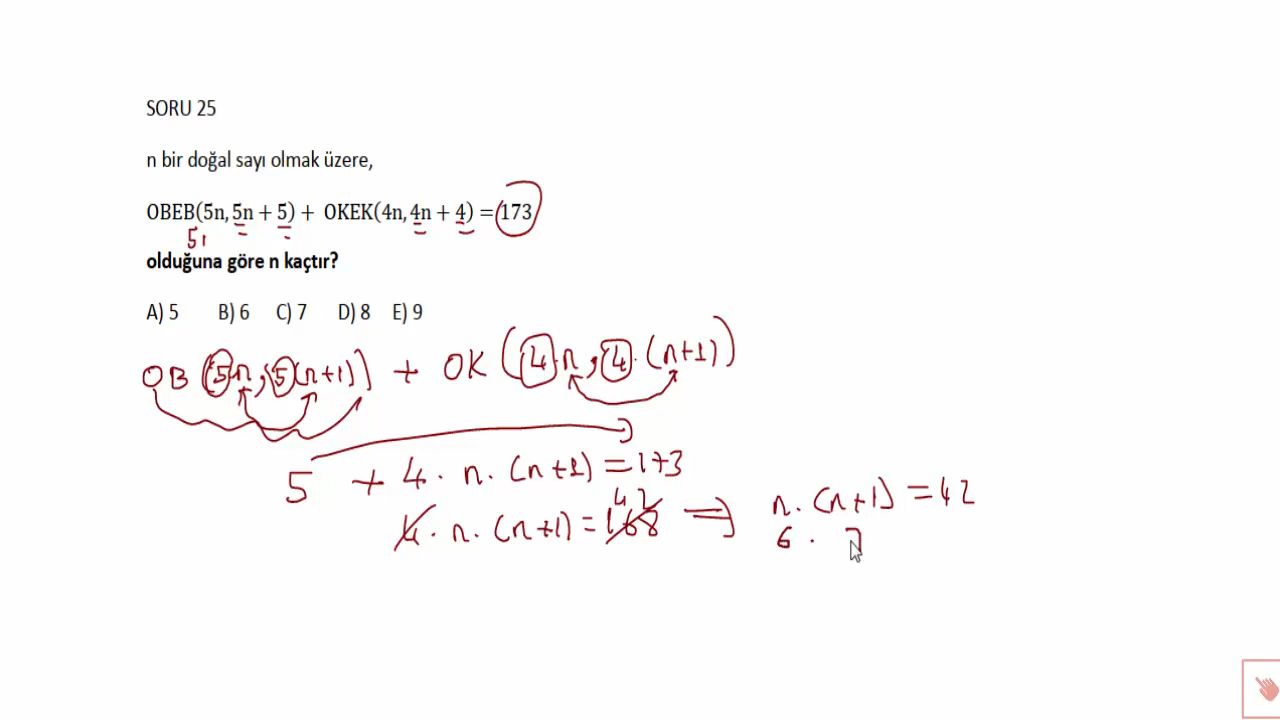 SORU 25
n bir doğal sayı olmak üzere,
OBEB(5n, 5n + 5) + OKEK(4n, 4n + 4) = 173
5
olduğuna göre n kaçtır?
A) 5 B) 6 C) 7 D) 8 E) 9
OB (5n, 5(n+1)) + OK (4·n, 4·(n+1))
5 + 4·n·(n+1) = 173
42
4·n·(n+1) = 168 ⇒ n·(n+1) = 42
6 · 7